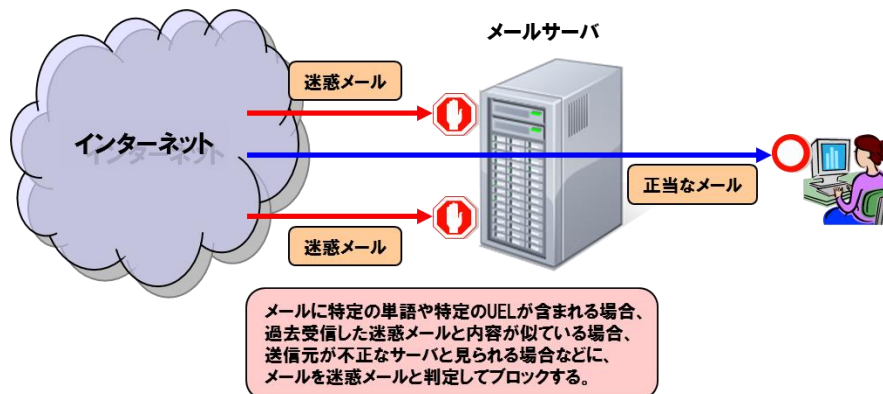 メールサーバ
迷惑メール
インターネット
正当なメール
迷惑メール
メールに特定の単語や特定のUELが含まれる場合、
過去受信した迷惑メールと内容が似ている場合、
送信元が不正なサーバと見られる場合などに、
メールを迷惑メールと判定してブロックする。